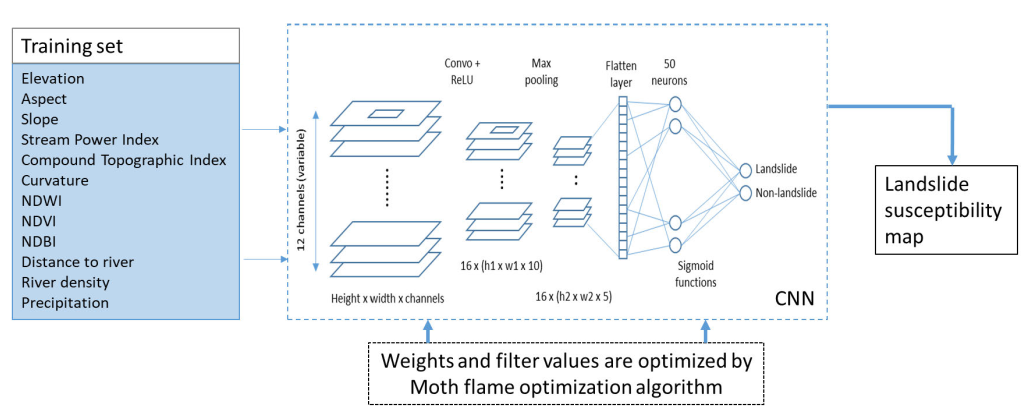 Training set
Elevation
Aspect
Slope
Stream Power Index
Compound Topographic Index
Curvature
NDWI
NDVI
NDBI
Distance to river
River density
Precipitation
12 channels (variable)
Height x width x channels
Convo +
ReLU
16 x (h1 x w1 x 10)
Max
pooling
16 x (h2 x w2 x 5)
Flatten
layer
50
neurons
Sigmoid
functions
Landslide
Non-landslide
CNN
Weights and filter values are optimized by
Moth flame optimization algorithm
Landslide
susceptibility
map